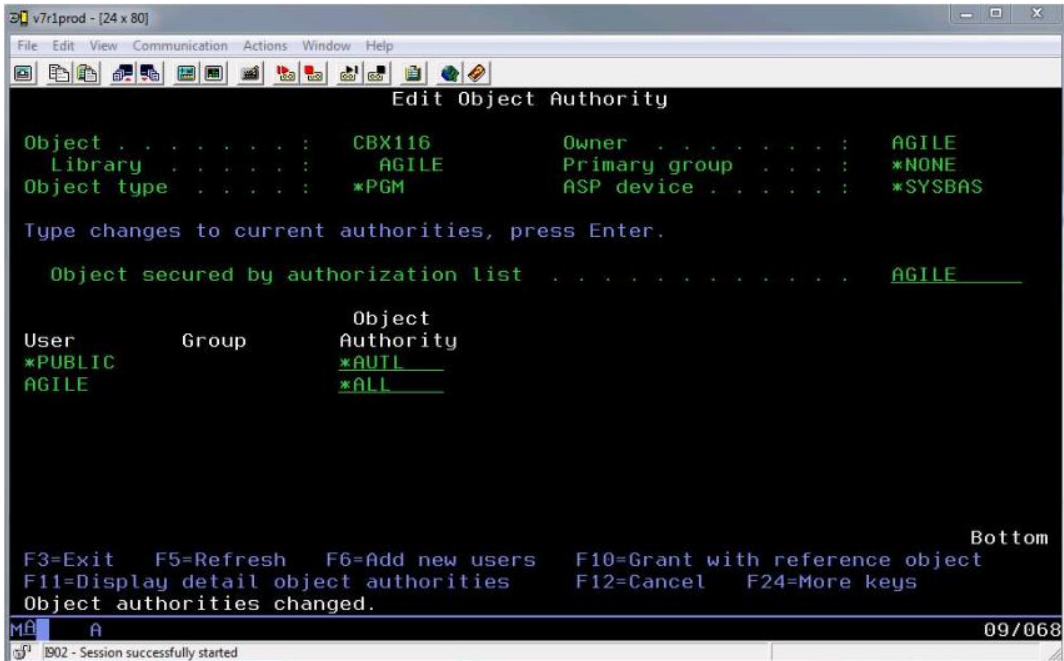 v7r1prod - [24 x 80]
File Edit View Communication Actions Window Help
Edit Object Authority
Object . . . . . . . : CBX116 Owner . . . . . . . : AGILE
Library . . . . . : AGILE Primary group . . . : *NONE
Object type . . . . : *PGM ASP device . . . . . : *SYSBAS
Type changes to current authorities, press Enter.
Object secured by authorization list . . . . . . . . . . . . AGILE
Object
User Group Authority
*PUBLIC *AUTL
AGILE *ALL
Bottom
F3=Exit F5=Refresh F6=Add new users F10=Grant with reference object
F11=Display detail object authorities F12=Cancel F24=More keys
Object authorities changed.
MA A 09/068
I902 - Session successfully started